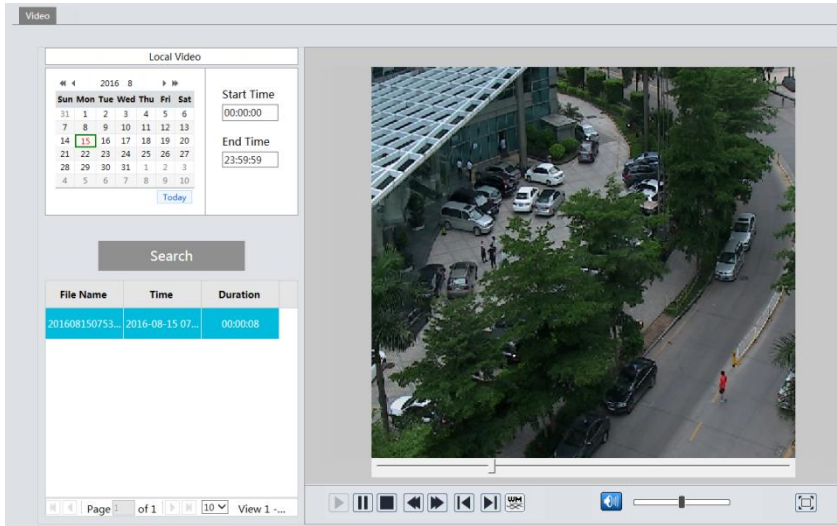 Video
Local Video
2016 8
Sun Mon Tue Wed Thu Fri Sat
31 1 2 3 4 5 6
7 8 9 10 11 12 13
14 15 16 17 18 19 20
21 22 23 24 25 26 27
28 29 30 31 1 2 3
4 5 6 7 8 9 10
Today
Start Time
00:00:00
End Time
23:59:59
Search
File Name Time Duration
201608150753... 2016-08-15 07... 00:00:08
Page 1 of 1 10 View 1 -...
WM